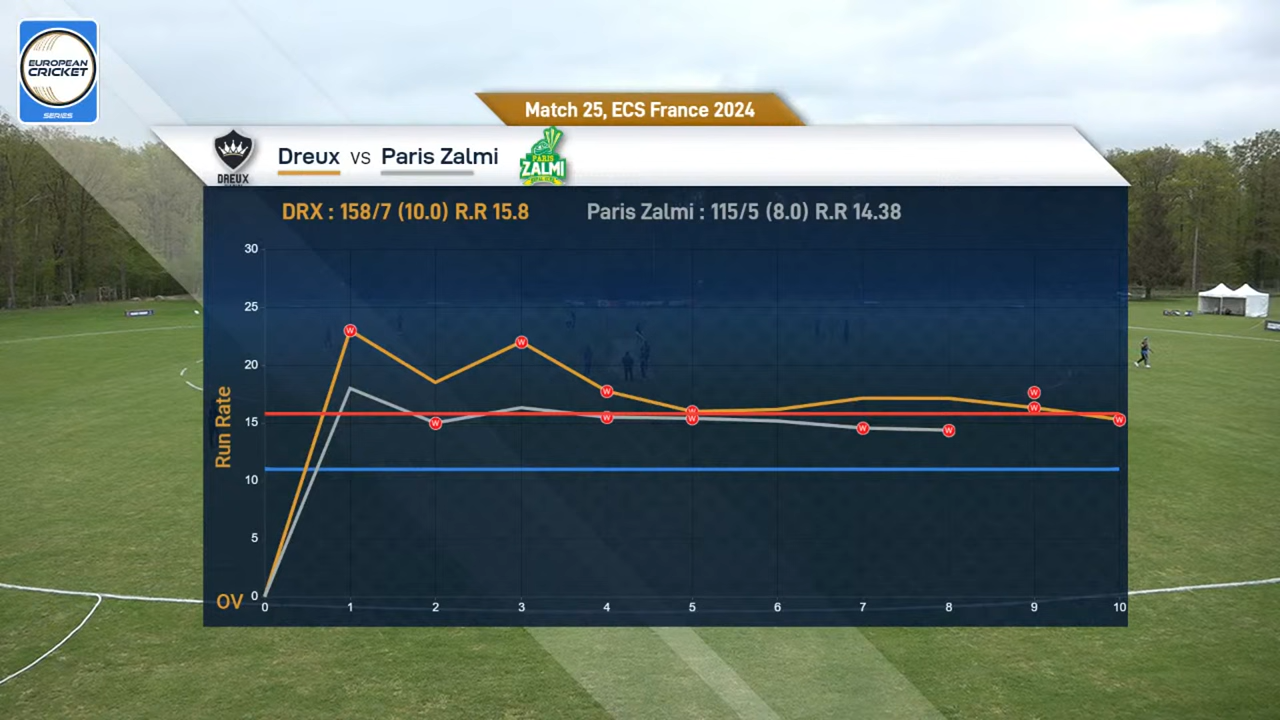 EUROPEAN
CRICKET
SERIES
Match 25, ECS France 2024
DREUX
Dreux vs Paris Zalmi
PARIS
ZALMI
DRX : 158/7 (10.0) R.R 15.8
Paris Zalmi : 115/5 (8.0) R.R 14.38
30
25
20
15
10
5
0
Run Rate
W
W
W
W
W
W
W
W
W
W
W
W
OV
0 1 2 3 4 5 6 7 8 9 10